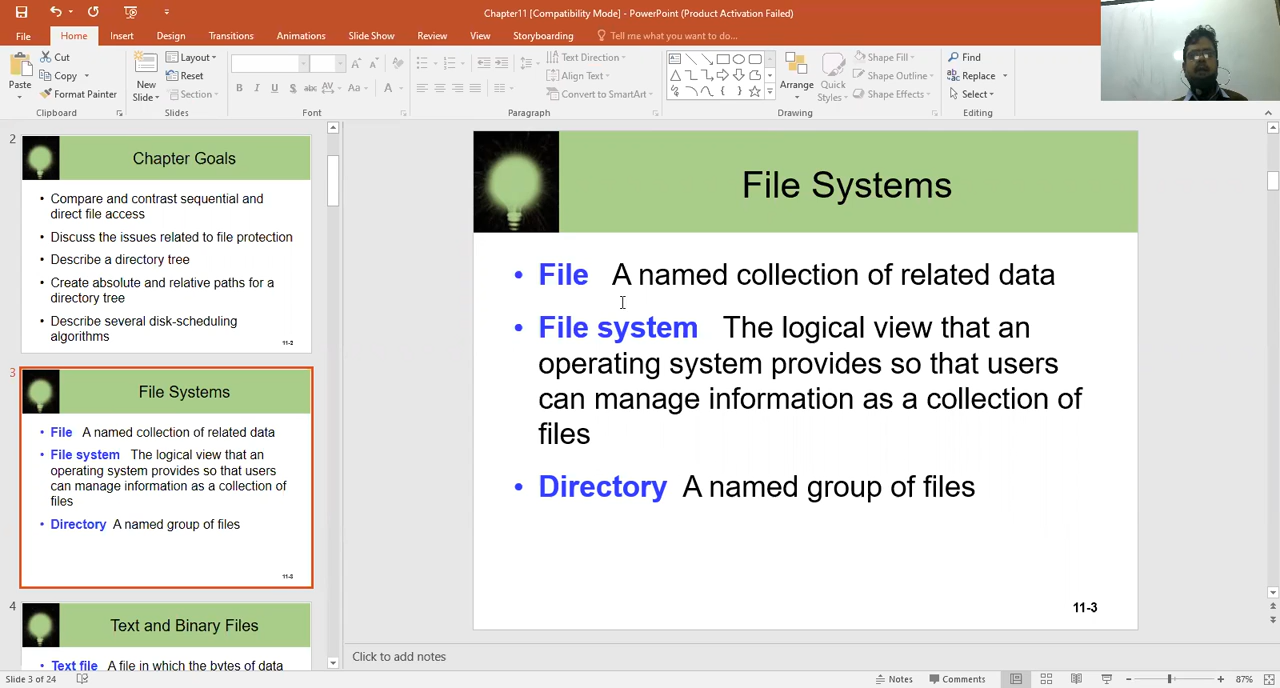 Chapter11 [Compatibility Mode] - PowerPoint (Product Activation Failed)
File Home Insert Design Transitions Animations Slide Show Review View Storyboarding Tell me what you want to do...
Paste
Cut
Copy
Format Painter
Clipboard
New
Slide
Layout
Reset
Section
Slides
B I U S abc AV Aa A
Font
Text Direction
Align Text
Convert to SmartArt
Paragraph
Arrange
Quick
Styles
Shape Fill
Shape Outline
Shape Effects
Drawing
Find
Replace
Select
Editing
2
Chapter Goals
• Compare and contrast sequential and
direct file access
• Discuss the issues related to file protection
• Describe a directory tree
• Create absolute and relative paths for a
directory tree
• Describe several disk-scheduling
algorithms
11-2
3
File Systems
• File A named collection of related data
• File system The logical view that an
operating system provides so that users
can manage information as a collection of
files
• Directory A named group of files
11-3
4
Text and Binary Files
• Text file A file in which the bytes of data
File Systems
• File A named collection of related data
• File system The logical view that an
operating system provides so that users
can manage information as a collection of
files
• Directory A named group of files
11-3
Click to add notes
Slide 3 of 24
Notes
Comments
87%